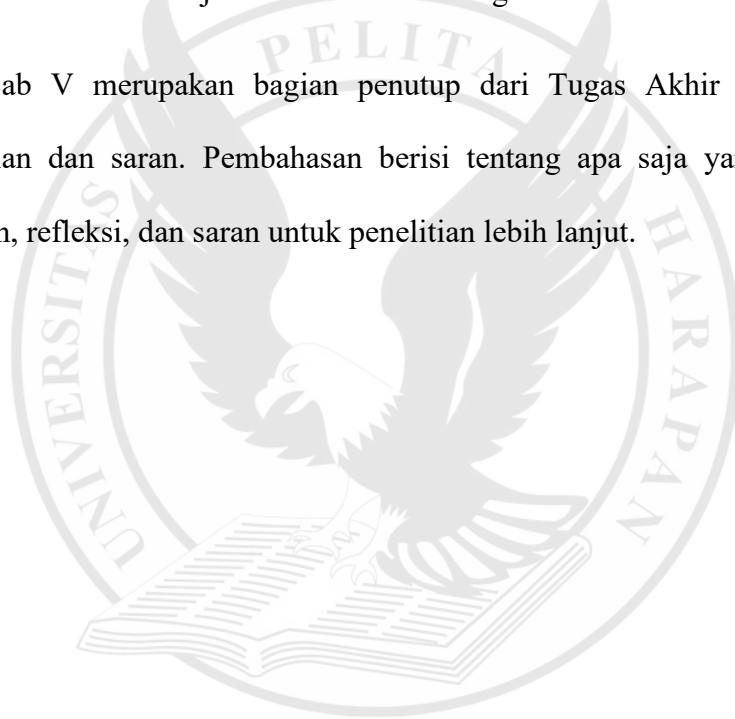 ab V merupakan bagian penutup dari Tugas Akhir
an dan saran. Pembahasan berisi tentang apa saja
, refleksi, dan saran untuk penelitian lebih lanjut.
UNIVERSITAS PELITA HARAPAN